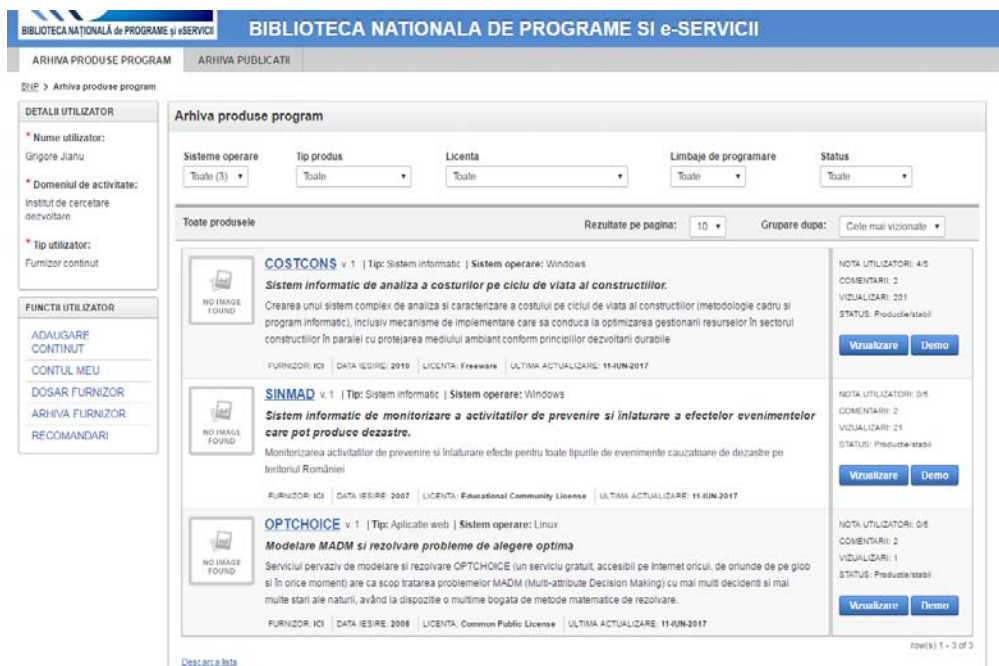 BIBLIOTECA NAȚIONALĂ de PROGRAME și eSERVICII
BIBLIOTECA NATIONALA DE PROGRAME SI e-SERVICII
ARHIVA PRODUSE PROGRAM
ARHIVA PUBLICATII
BNP > Arhiva produse program
DETALII UTILIZATOR
* Nume utilizator:
Grigore Jianu
* Domeniul de activitate:
Institut de cercetare
dezvoltare
* Tip utilizator:
Furnizor continut
FUNCTII UTILIZATOR
ADAUGARE
CONTINUT
CONTUL MEU
DOSAR FURNIZOR
ARHIVA FURNIZOR
RECOMANDARI
Arhiva produse program
Sisteme operare Tip produs Licenta Limbaje de programare Status
Toate (3) Toate Toate Toate Toate
Toate produsele Rezultate pe pagina: 10 Grupare dupa: Cele mai vizionate
NO IMAGE
FOUND
COSTCONS v. 1 | Tip: Sistem informatic | Sistem operare: Windows
Sistem informatic de analiza a costurilor pe ciclu de viata al constructiilor.
Crearea unui sistem complex de analiza si caracterizare a costului pe ciclul de viata al constructiilor (metodologie cadru si
program informatic), inclusiv mecanisme de implementare care sa conduca la optimizarea gestionarii resurselor în sectorul
constructiilor în paralel cu protejarea mediului ambiant conform principiilor dezvoltarii durabile
FURNIZOR: ICI | DATA IESIRE: 2010 | LICENTA: Freeware | ULTIMA ACTUALIZARE: 11-IUN-2017
NOTA UTILIZATORI: 4/5
COMENTARII: 2
VIZUALIZARI: 201
STATUS: Productie/stabil
Vizualizare Demo
NO IMAGE
FOUND
SINMAD v. 1 | Tip: Sistem informatic | Sistem operare: Windows
Sistem informatic de monitorizare a activitatilor de prevenire si înlaturare a efectelor evenimentelor
care pot produce dezastre.
Monitorizarea activitatilor de prevenire si înlaturare efecte pentru toate tipurile de evenimente cauzatoare de dezastre pe
teritoriul României
FURNIZOR: ICI | DATA IESIRE: 2007 | LICENTA: Educational Community License | ULTIMA ACTUALIZARE: 11-IUN-2017
NOTA UTILIZATORI: 0/5
COMENTARII: 2
VIZUALIZARI: 21
STATUS: Productie/stabil
Vizualizare Demo
NO IMAGE
FOUND
OPTCHOICE v. 1 | Tip: Aplicatie web | Sistem operare: Linux
Modelare MADM si rezolvare probleme de alegere optima
Serviciul pervaziv de modelare si rezolvare OPTCHOICE (un serviciu gratuit, accesibil pe Internet oricui, de oriunde de pe glob
si în orice moment) are ca scop tratarea problemelor MADM (Multi-attribute Decision Making) cu mai multi decidenti si mai
multe stari ale naturii, având la dispozitie o multime bogata de metode matematice de rezolvare.
FURNIZOR: ICI | DATA IESIRE: 2008 | LICENTA: Common Public License | ULTIMA ACTUALIZARE: 11-IUN-2017
NOTA UTILIZATORI: 0/5
COMENTARII: 2
VIZUALIZARI: 1
STATUS: Productie/stabil
Vizualizare Demo
row(s) 1 - 3 of 3
Descarca lista